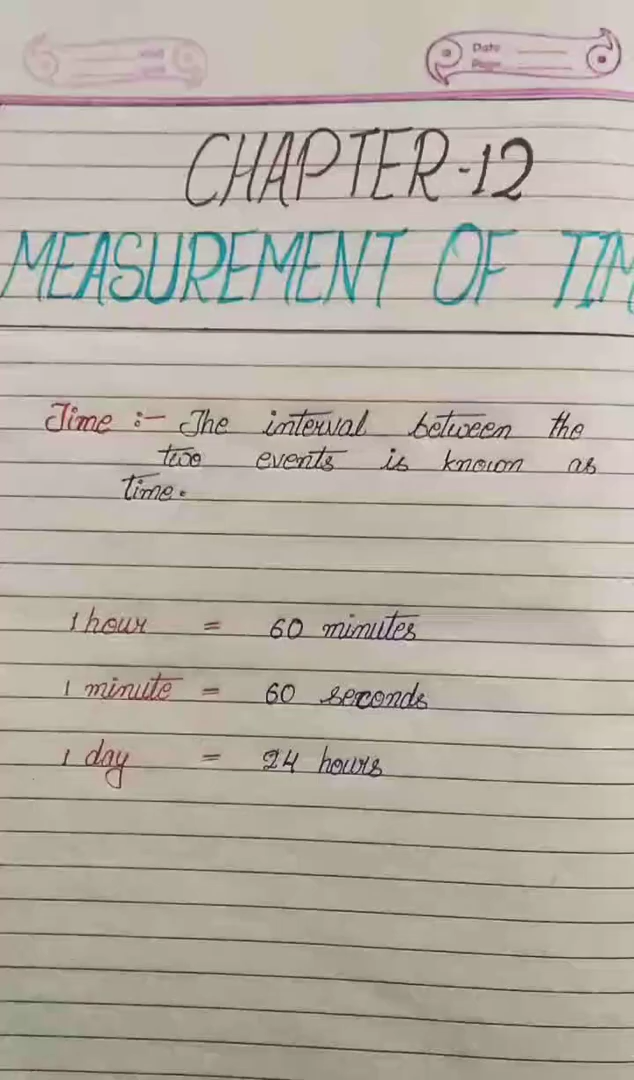 Date
Page
CHAPTER-12
MEASUREMENT OF TIM
Time :- The interval between the
two events is known as
time.
1 hour = 60 minutes
1 minute = 60 seconds
1 day = 24 hours